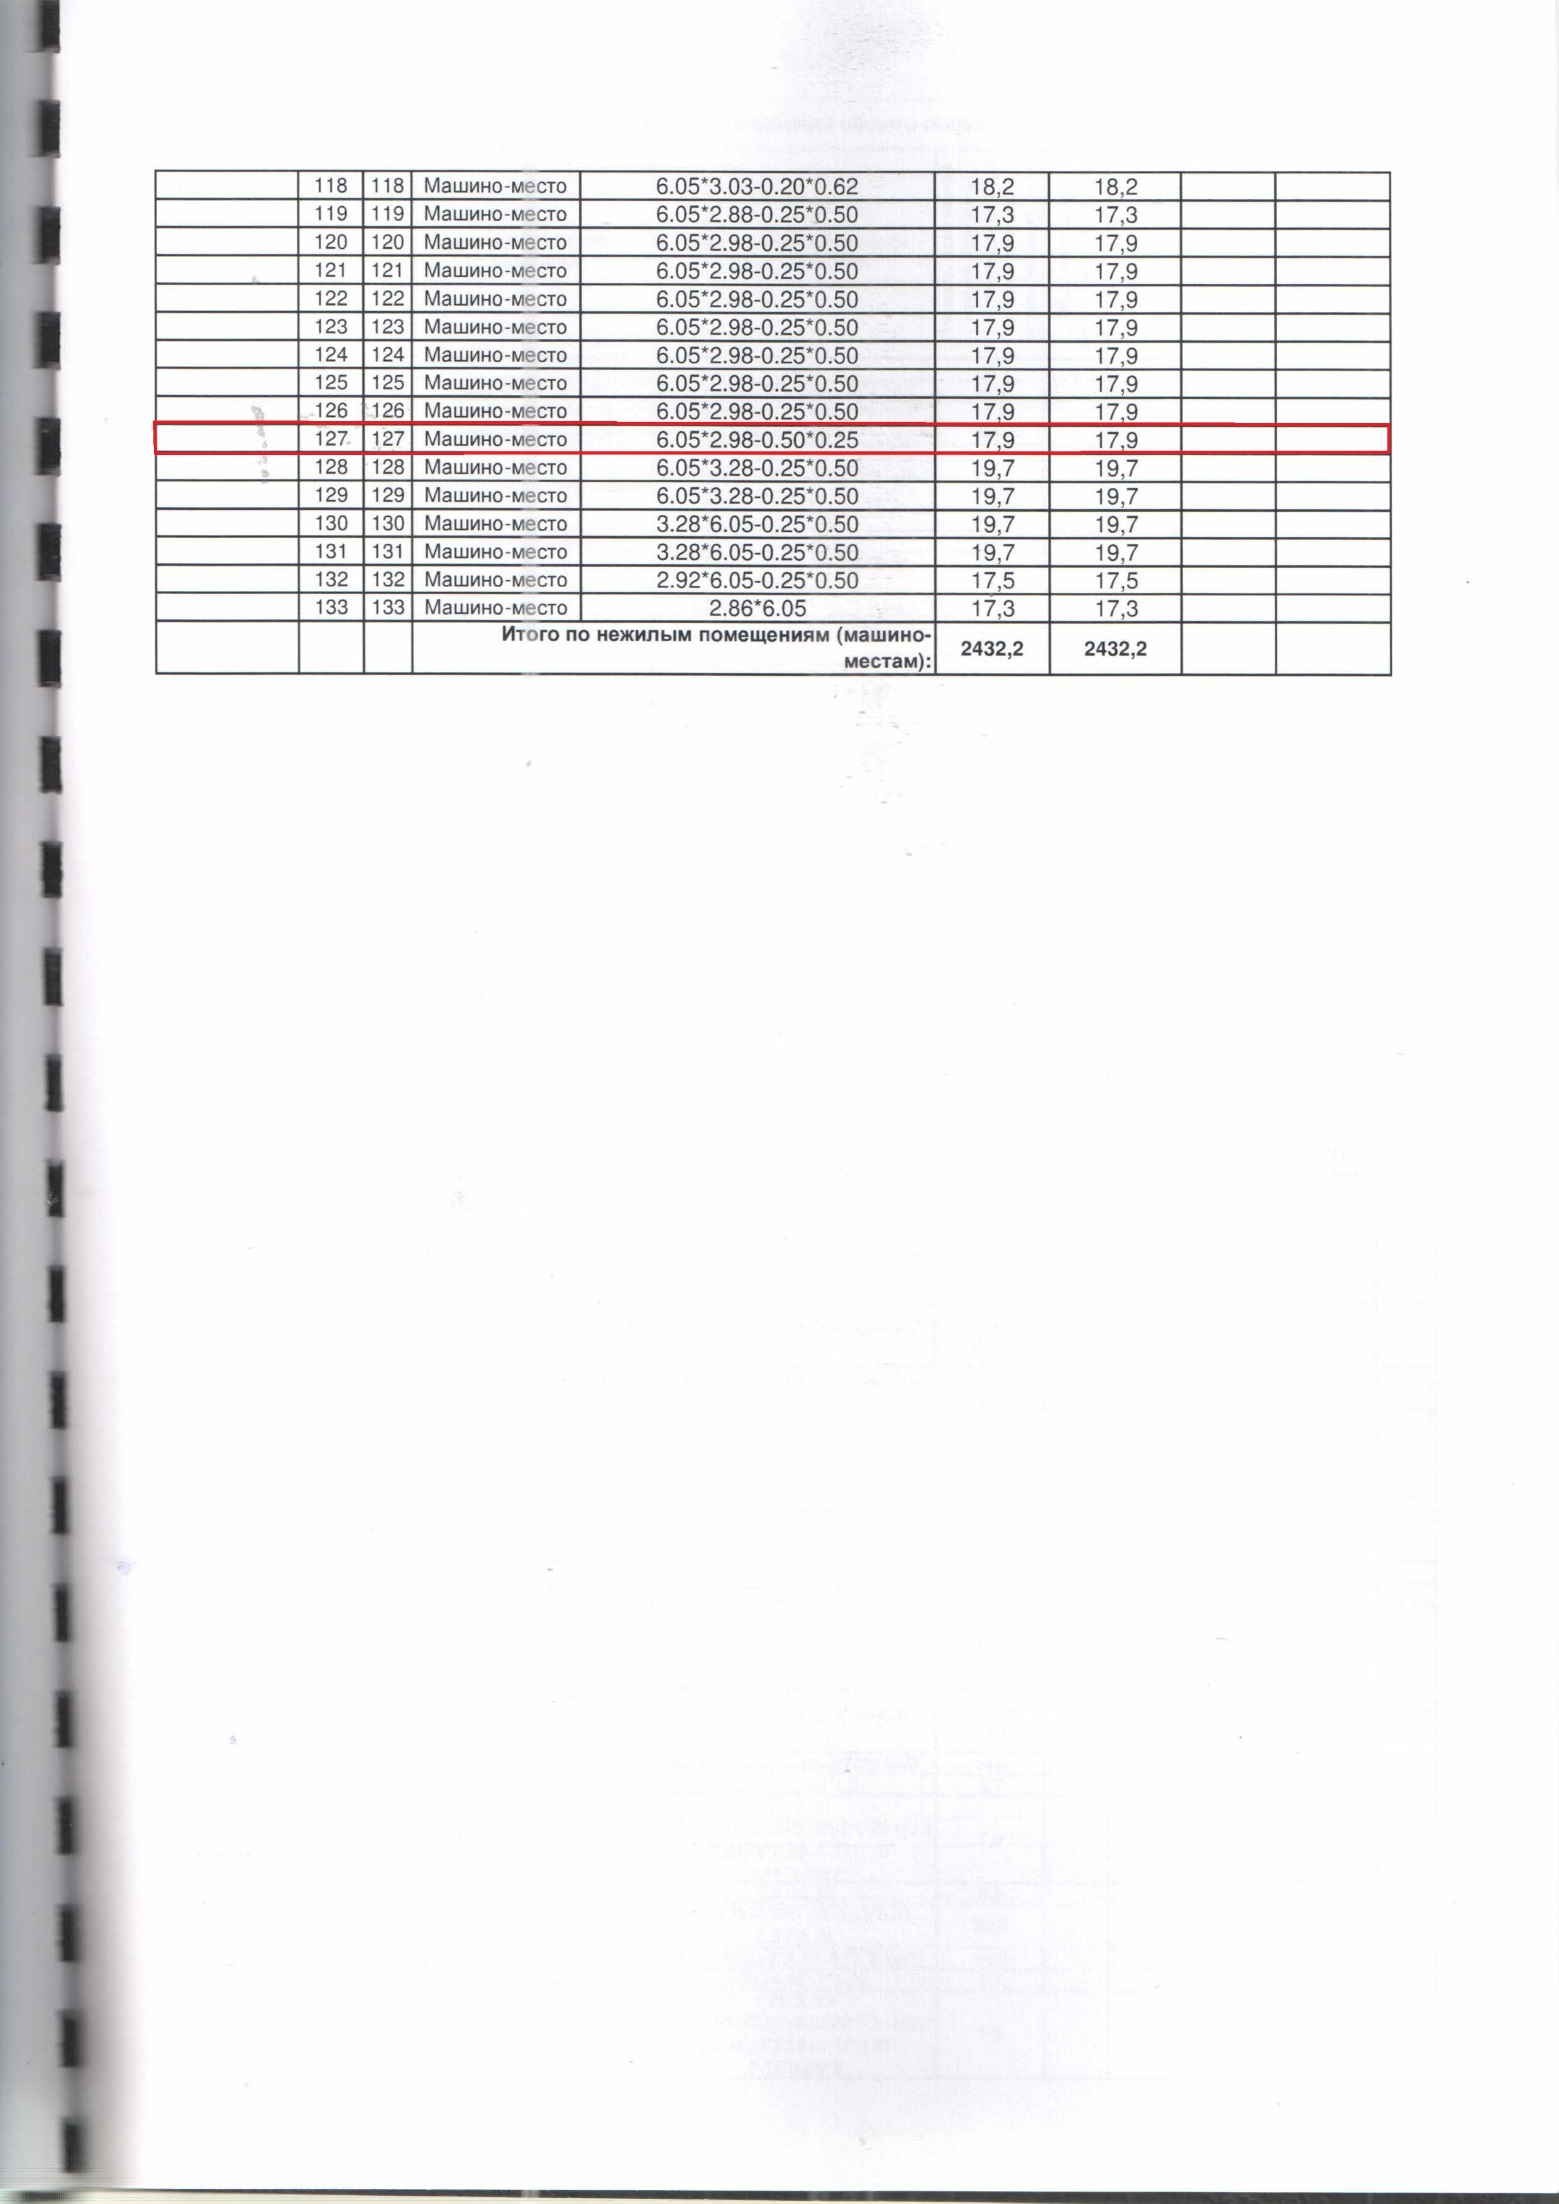 118 118 Машино-место 6.05*3.03-0.20*0.62 18,2 18,2
119 119 Машино-место 6.05*2.88-0.25*0.50 17,3 17,3
120 120 Машино-место 6.05*2.98-0.25*0.50 17,9 17,9
121 121 Машино-место 6.05*2.98-0.25*0.50 17,9 17,9
122 122 Машино-место 6.05*2.98-0.25*0.50 17,9 17,9
123 123 Машино-место 6.05*2.98-0.25*0.50 17,9 17,9
124 124 Машино-место 6.05*2.98-0.25*0.50 17,9 17,9
125 125 Машино-место 6.05*2.98-0.25*0.50 17,9 17,9
126 126 Машино-место 6.05*2.98-0.25*0.50 17,9 17,9
127 127 Машино-место 6.05*2.98-0.50*0.25 17,9 17,9
128 128 Машино-место 6.05*3.28-0.25*0.50 19,7 19,7
129 129 Машино-место 6.05*3.28-0.25*0.50 19,7 19,7
130 130 Машино-место 3.28*6.05-0.25*0.50 19,7 19,7
131 131 Машино-место 3.28*6.05-0.25*0.50 19,7 19,7
132 132 Машино-место 2.92*6.05-0.25*0.50 17,5 17,5
133 133 Машино-место 2.86*6.05 17,3 17,3
Итого по нежилым помещениям (машино-
местам): 2432,2 2432,2